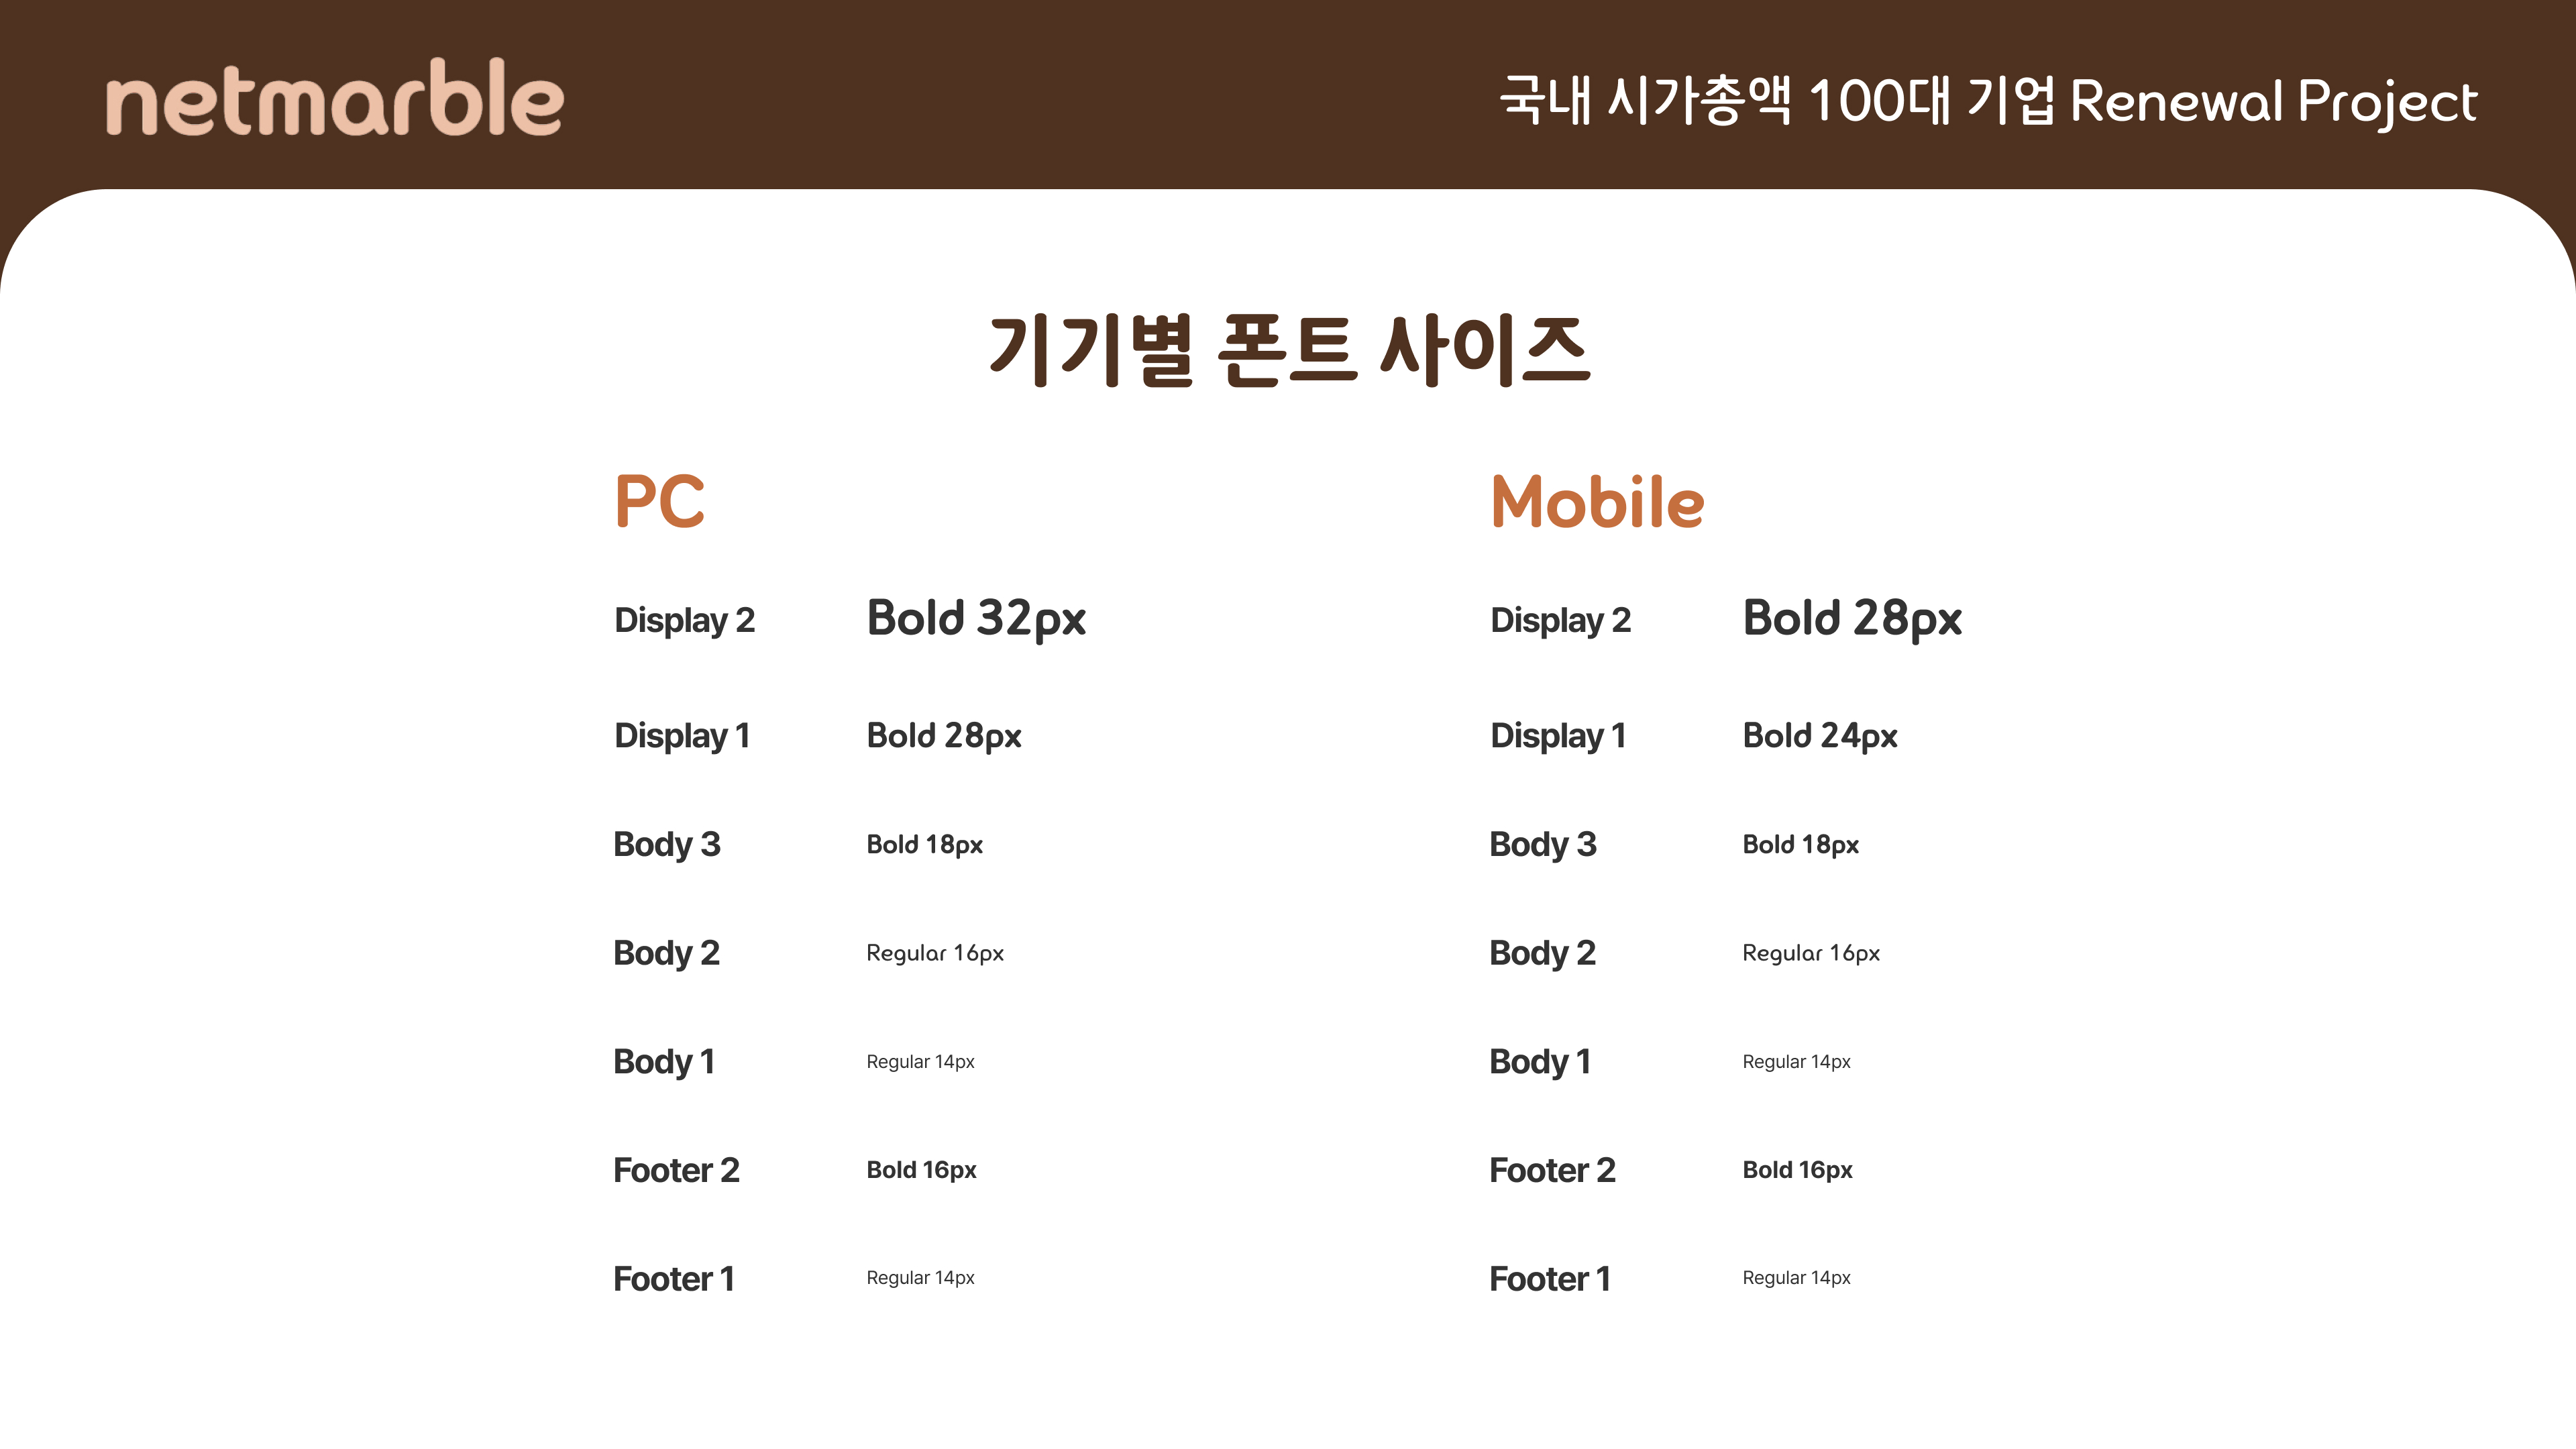 netmarble
국내 시가총액 100대 기업 Renewal Project
기기별 폰트 사이즈
PC
Display 2 Bold 32px
Display 1 Bold 28px
Body 3 Bold 18px
Body 2 Regular 16px
Body 1 Regular 14px
Footer 2 Bold 16px
Footer 1 Regular 14px
Mobile
Display 2 Bold 28px
Display 1 Bold 24px
Body 3 Bold 18px
Body 2 Regular 16px
Body 1 Regular 14px
Footer 2 Bold 16px
Footer 1 Regular 14px